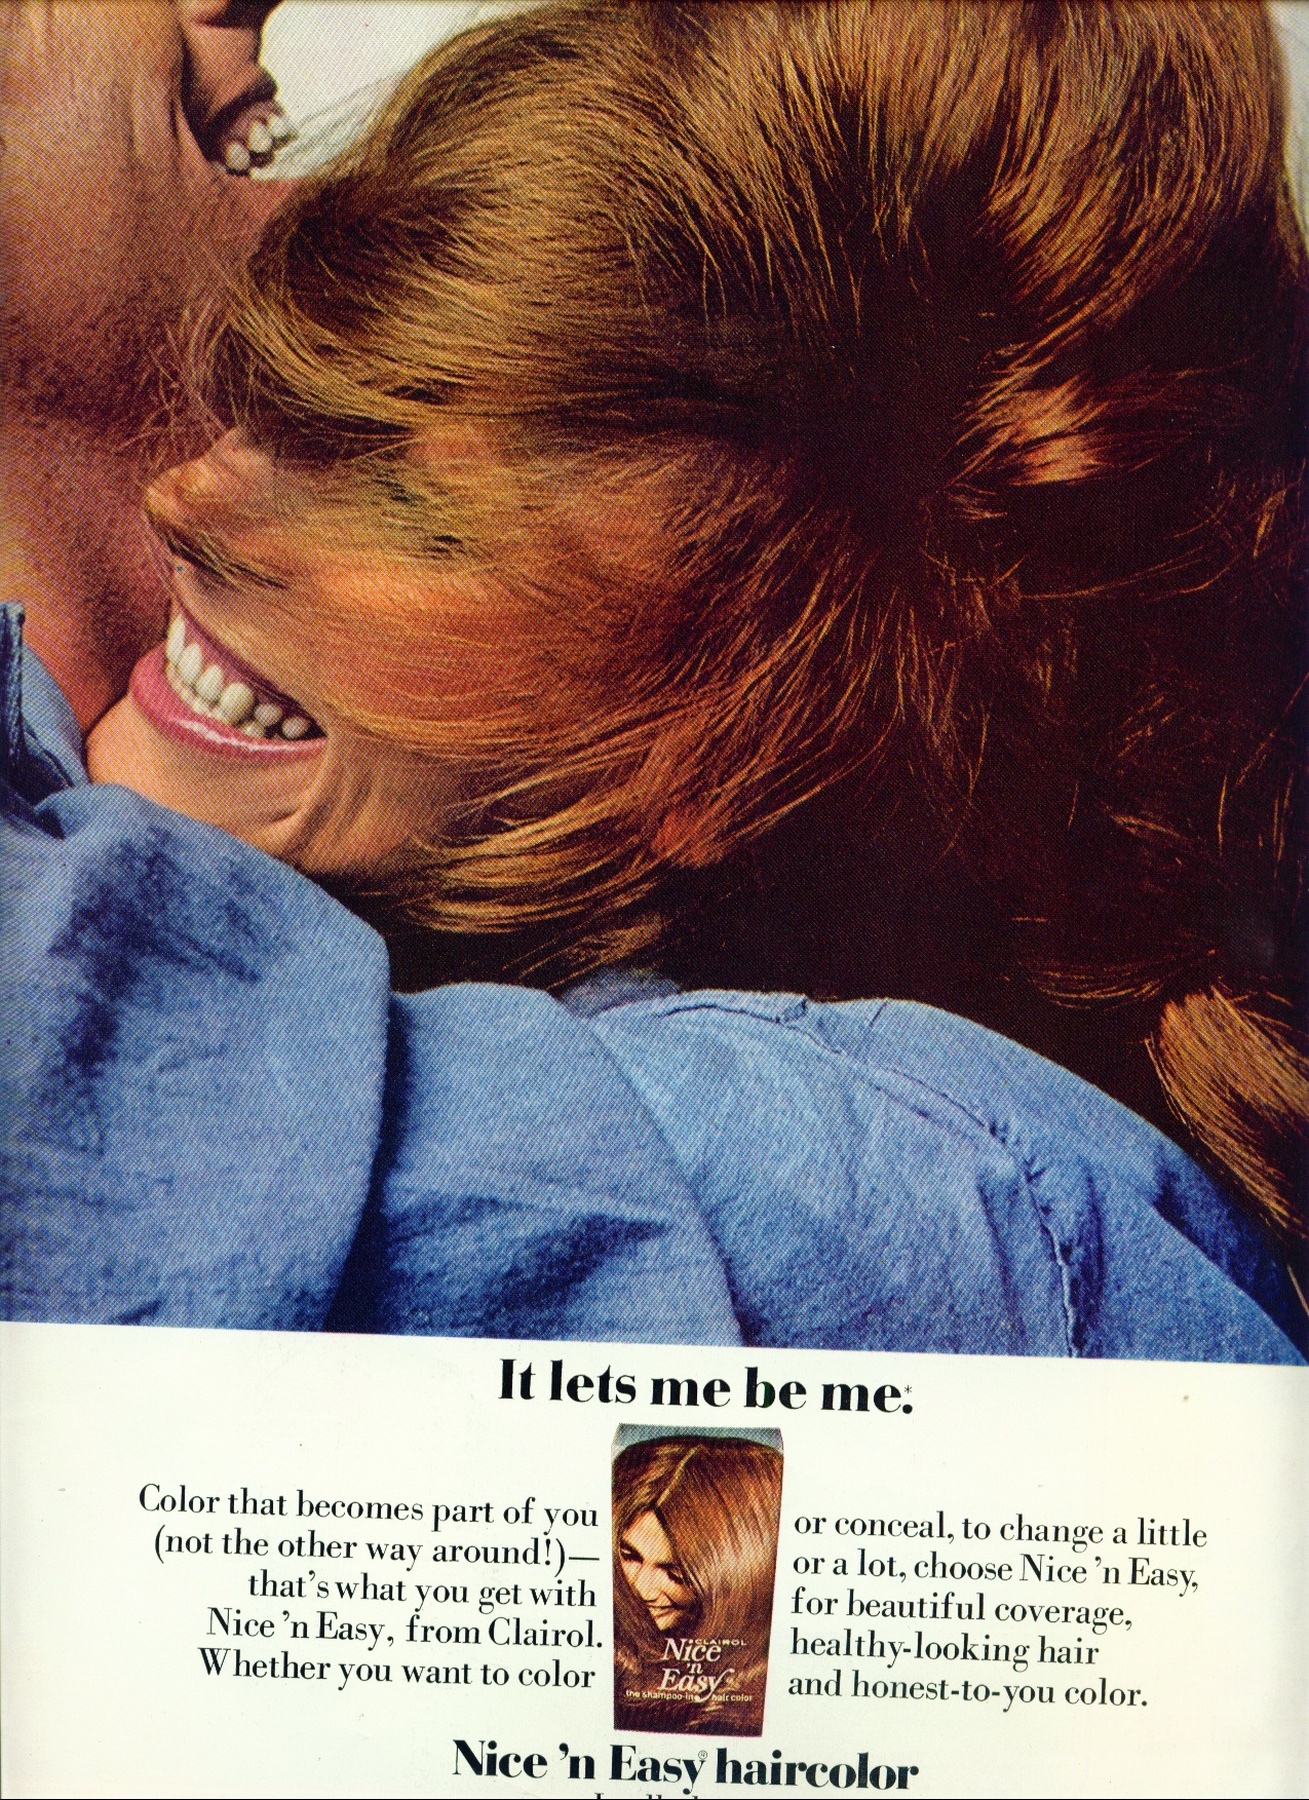 It lets me be me.*
Color that becomes part of you
(not the other way around!)—
that's what you get with
Nice 'n Easy, from Clairol.
Whether you want to color
or conceal, to change a little
or a lot, choose Nice 'n Easy,
for beautiful coverage,
healthy-looking hair
and honest-to-you color.
CLAIROL
Nice
'n
Easy
the shampoo-in hair color
Nice 'n Easy® haircolor